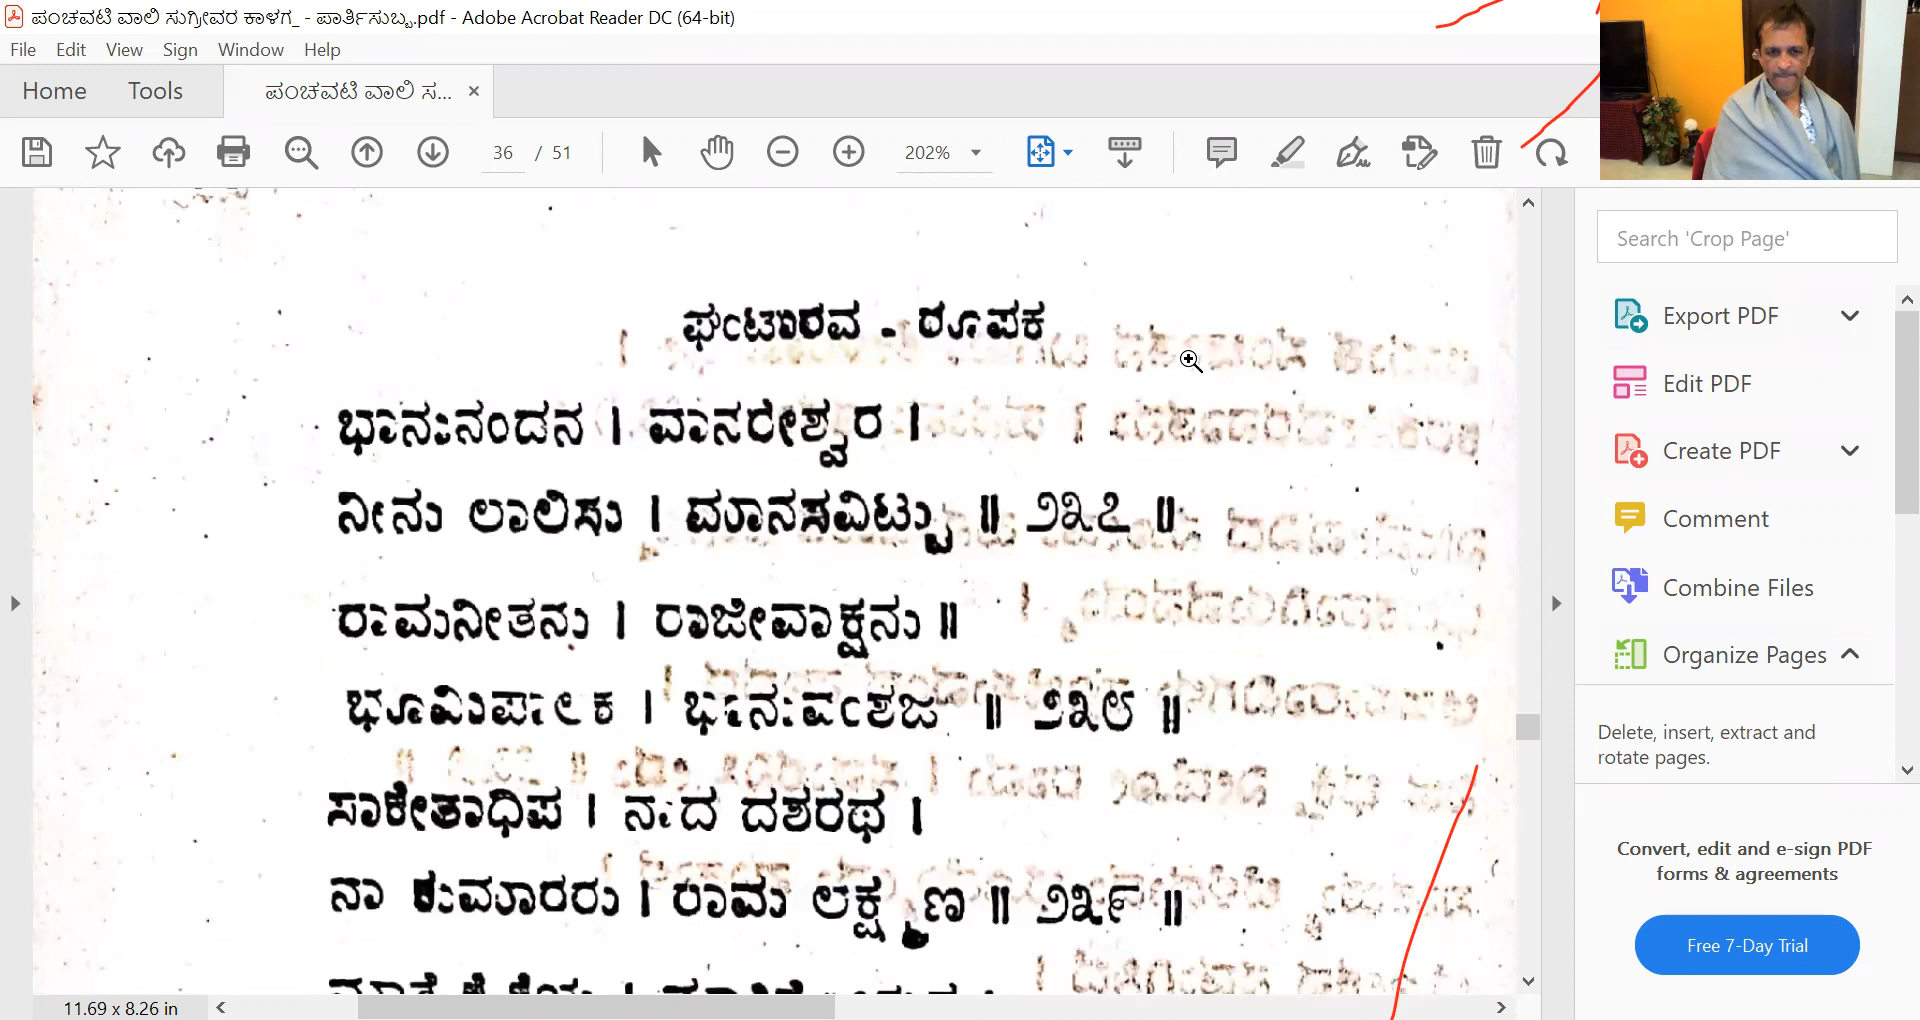 ಪಂಚವಟಿ ವಾಲಿ ಸುಗ್ರೀವರ ಕಾಳಗ_ - ಪಾರ್ತಿಸುಬ್ಬ.pdf - Adobe Acrobat Reader DC (64-bit)
File Edit View Sign Window Help
Home Tools ಪಂಚವಟಿ ವಾಲಿ ಸ... ×
36 / 51 202%
Search 'Crop Page'
Export PDF
Edit PDF
Create PDF
Comment
Combine Files
Organize Pages
Delete, insert, extract and
rotate pages.
Convert, edit and e-sign PDF
forms & agreements
Free 7-Day Trial
ಘಂಟಾರವ - ರೂಪಕ
ಭಾನುನಂದನ | ವಾನರೇಶ್ವರ |
ನೀನು ಲಾಲಿಸು | ಮಾನಸವಿಟ್ಟು || ೨೩೭ ||
ರಾಮನೀತನು | ರಾಜೀವಾಕ್ಷನು ||
ಭೂಮಿಪಾಲಕ | ಭಾನುವಂಶಜ || ೨೩೮ ||
ಸಾಕೇತಾಧಿಪ | ನಾದ ದಶರಥ |
ನಾ ಕುಮಾರರು | ರಾಮ ಲಕ್ಷ್ಮಣ || ೨೩೯ ||
11.69 x 8.26 in